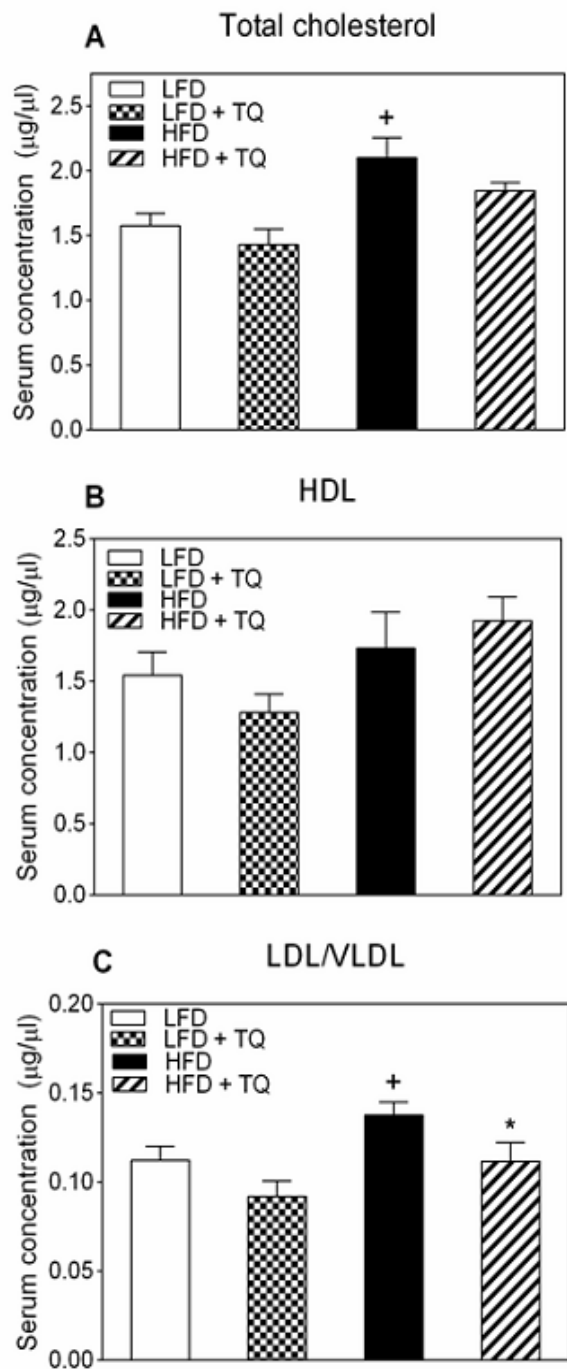 A Total cholesterol
Serum concentration (µg/µl)
2.5
2.0
1.5
1.0
0.5
0.0
LFD
LFD + TQ
HFD
HFD + TQ
+
B HDL
Serum concentration (µg/µl)
2.5
2.0
1.5
1.0
0.5
0.0
LFD
LFD + TQ
HFD
HFD + TQ
C LDL/VLDL
Serum concentration (µg/µl)
0.20
0.15
0.10
0.05
0.00
LFD
LFD + TQ
HFD
HFD + TQ
+
*